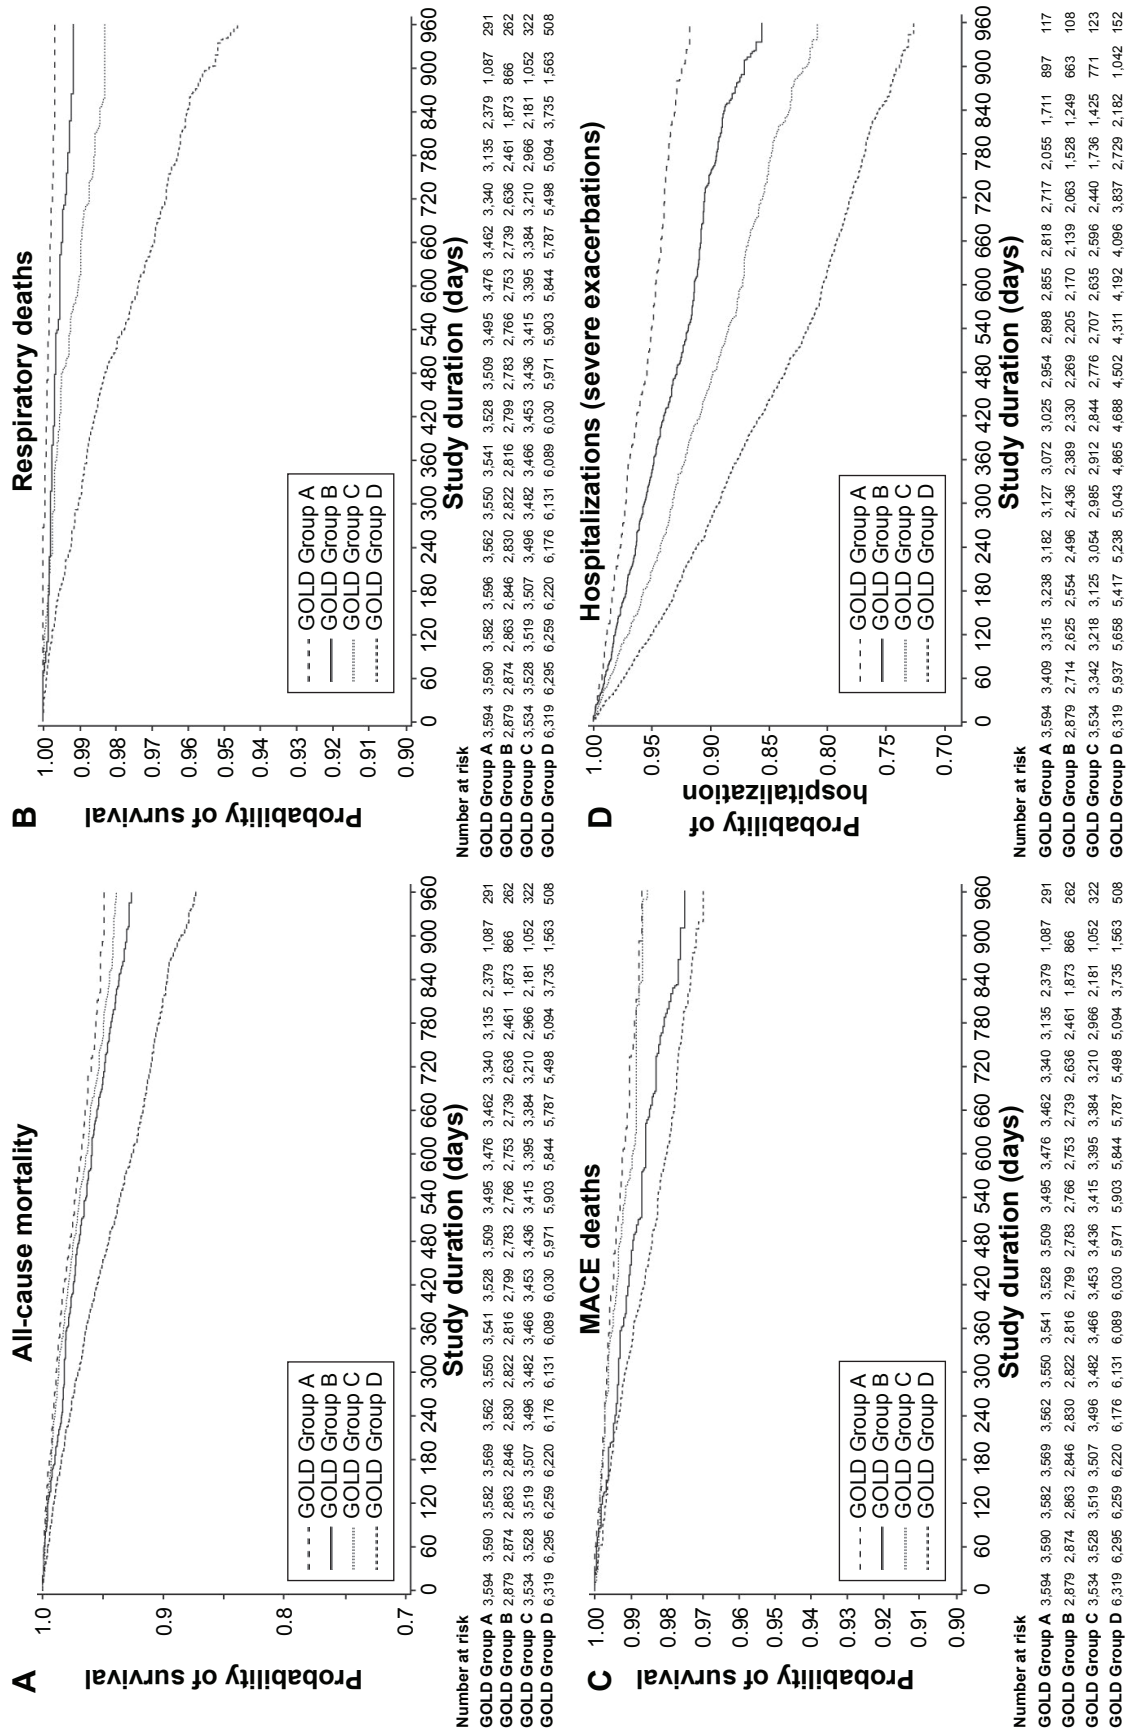 A
All-cause mortality
Probability of survival
1.0
0.9
0.8
0.7
GOLD Group A
GOLD Group B
GOLD Group C
GOLD Group D
0 60 120 180 240 300 360 420 480 540 600 660 720 780 840 900 960
Study duration (days)
Number at risk
GOLD Group A 3,594 3,590 3,582 3,569 3,562 3,550 3,541 3,528 3,509 3,495 3,476 3,462 3,340 3,135 2,379 1,087 291
GOLD Group B 2,879 2,874 2,863 2,846 2,830 2,822 2,816 2,799 2,783 2,766 2,753 2,739 2,636 2,461 1,873 866 262
GOLD Group C 3,534 3,528 3,519 3,507 3,496 3,482 3,466 3,453 3,436 3,415 3,395 3,384 3,210 2,966 2,181 1,052 322
GOLD Group D 6,319 6,295 6,259 6,220 6,176 6,131 6,089 6,030 5,971 5,903 5,844 5,787 5,498 5,094 3,735 1,563 508
B
Respiratory deaths
Probability of survival
1.00
0.99
0.98
0.97
0.96
0.95
0.94
0.93
0.92
0.91
0.90
GOLD Group A
GOLD Group B
GOLD Group C
GOLD Group D
0 60 120 180 240 300 360 420 480 540 600 660 720 780 840 900 960
Study duration (days)
Number at risk
GOLD Group A 3,594 3,590 3,582 3,596 3,562 3,550 3,541 3,528 3,509 3,495 3,476 3,462 3,340 3,135 2,379 1,087 291
GOLD Group B 2,879 2,874 2,863 2,846 2,830 2,822 2,816 2,799 2,783 2,766 2,753 2,739 2,636 2,461 1,873 866 262
GOLD Group C 3,534 3,528 3,519 3,507 3,496 3,482 3,466 3,453 3,436 3,415 3,395 3,384 3,210 2,966 2,181 1,052 322
GOLD Group D 6,319 6,295 6,259 6,220 6,176 6,131 6,089 6,030 5,971 5,903 5,844 5,787 5,498 5,094 3,735 1,563 508
C
MACE deaths
Probability of survival
1.00
0.99
0.98
0.97
0.96
0.95
0.94
0.93
0.92
0.91
0.90
GOLD Group A
GOLD Group B
GOLD Group C
GOLD Group D
0 60 120 180 240 300 360 420 480 540 600 660 720 780 840 900 960
Study duration (days)
Number at risk
GOLD Group A 3,594 3,590 3,582 3,569 3,562 3,550 3,541 3,528 3,509 3,495 3,476 3,462 3,340 3,135 2,379 1,087 291
GOLD Group B 2,879 2,874 2,863 2,846 2,830 2,822 2,816 2,799 2,783 2,766 2,753 2,739 2,636 2,461 1,873 866 262
GOLD Group C 3,534 3,528 3,519 3,507 3,496 3,482 3,466 3,453 3,436 3,415 3,395 3,384 3,210 2,966 2,181 1,052 322
GOLD Group D 6,319 6,295 6,259 6,220 6,176 6,131 6,089 6,030 5,971 5,903 5,844 5,787 5,498 5,094 3,735 1,563 508
D
Hospitalizations (severe exacerbations)
Probability of
hospitalization
1.00
0.95
0.90
0.85
0.75
0.70
GOLD Group A
GOLD Group B
GOLD Group C
GOLD Group D
0 60 120 180 240 300 360 420 480 540 600 660 720 780 840 900 960
Study duration (days)
Number at risk
GOLD Group A 3,594 3,409 3,315 3,238 3,182 3,127 3,072 3,025 2,954 2,898 2,855 2,818 2,717 2,055 1,711 897 117
GOLD Group B 2,879 2,714 2,625 2,554 2,496 2,436 2,389 2,330 2,269 2,205 2,170 2,139 2,063 1,528 1,249 663 108
GOLD Group C 3,534 3,342 3,218 3,125 3,054 2,985 2,912 2,844 2,776 2,707 2,635 2,596 2,440 1,736 1,425 771 123
GOLD Group D 6,319 5,937 5,658 5,417 5,238 5,043 4,865 4,688 4,502 4,311 4,192 4,096 3,837 2,729 2,182 1,042 152